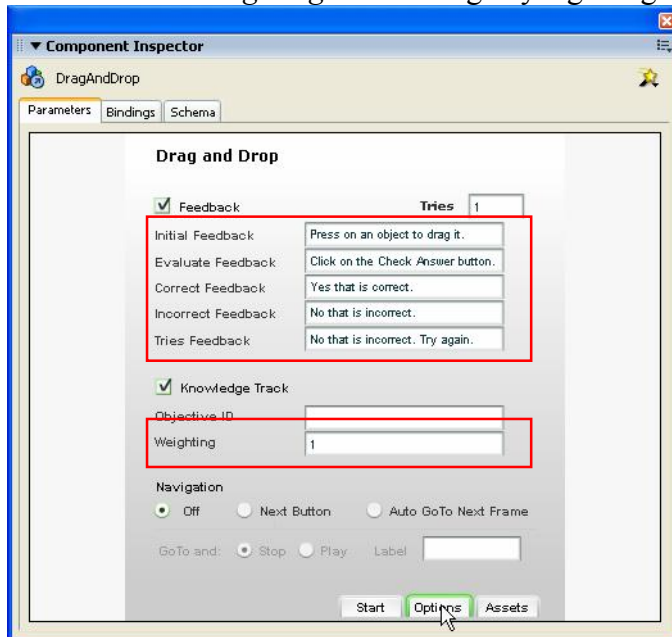 Component Inspector
DragAndDrop
Parameters Bindings Schema
Drag and Drop
Feedback Tries 1
Initial Feedback Press on an object to drag it.
Evaluate Feedback Click on the Check Answer button.
Correct Feedback Yes that is correct.
Incorrect Feedback No that is incorrect.
Tries Feedback No that is incorrect. Try again.
Knowledge Track
Objective ID
Weighting 1
Navigation
Off Next Button Auto GoTo Next Frame
GoTo and: Stop Play Label
Start Options Assets